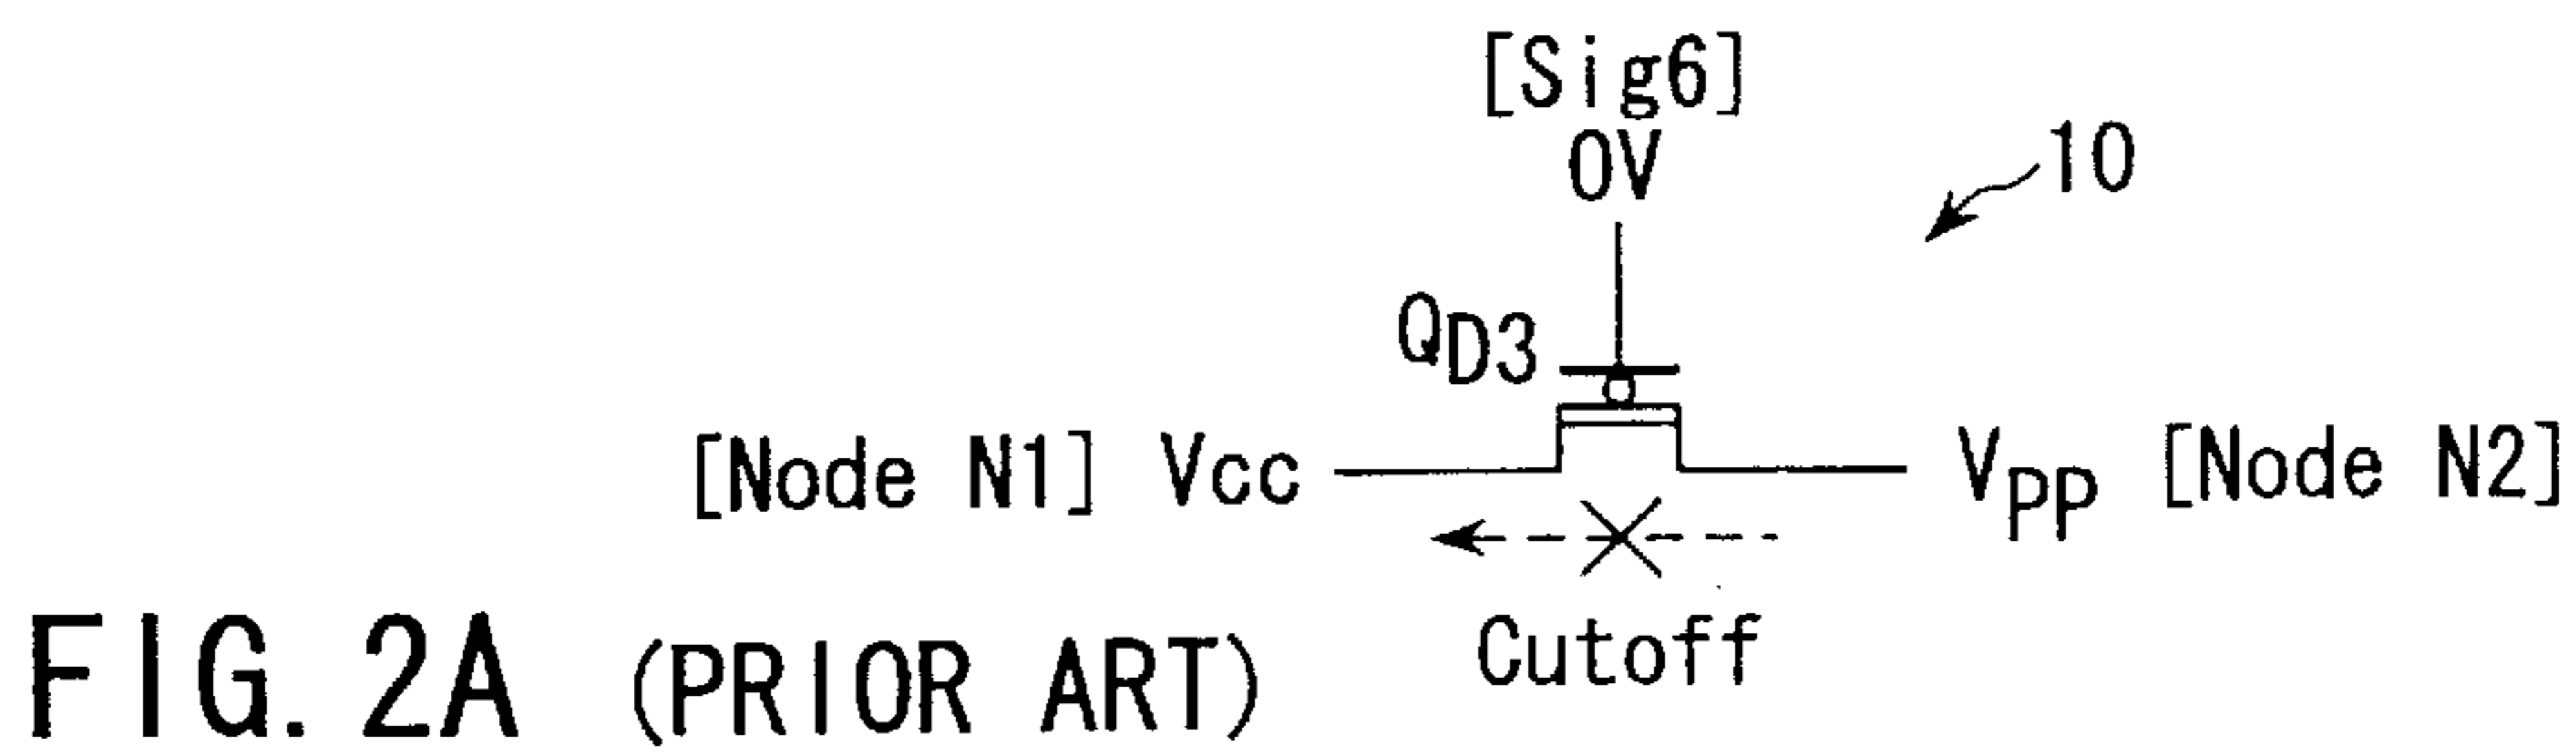 [Sig6]
0V
10
QD3
[Node N1] Vcc
VPP [Node N2]
Cutoff
FIG. 2A (PRIOR ART)